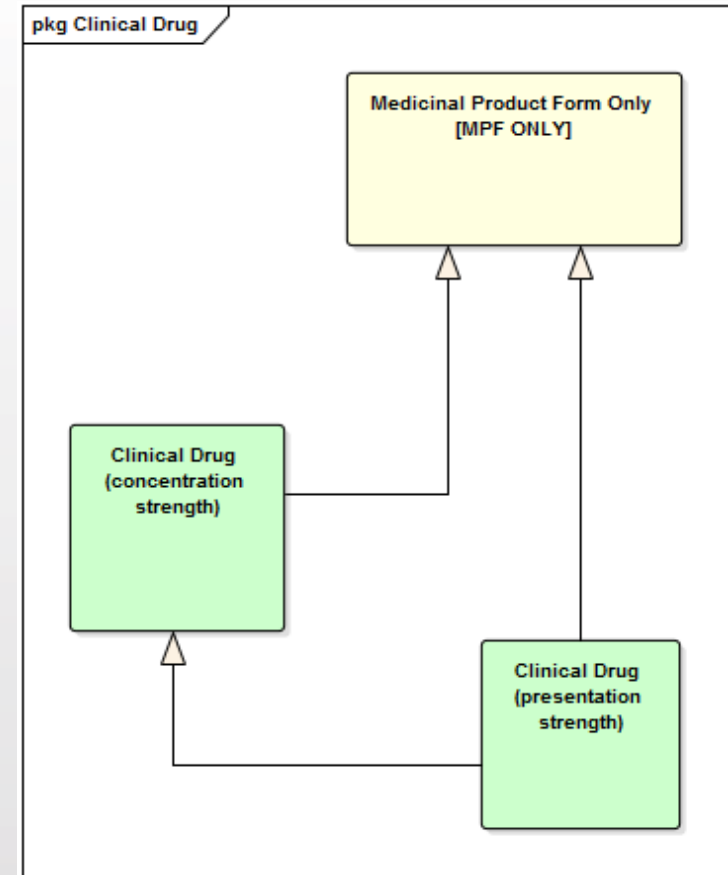 pkg Clinical Drug
Medicinal Product Form Only
[MPF ONLY]
Clinical Drug
(concentration
strength)
Clinical Drug
(presentation
strength)